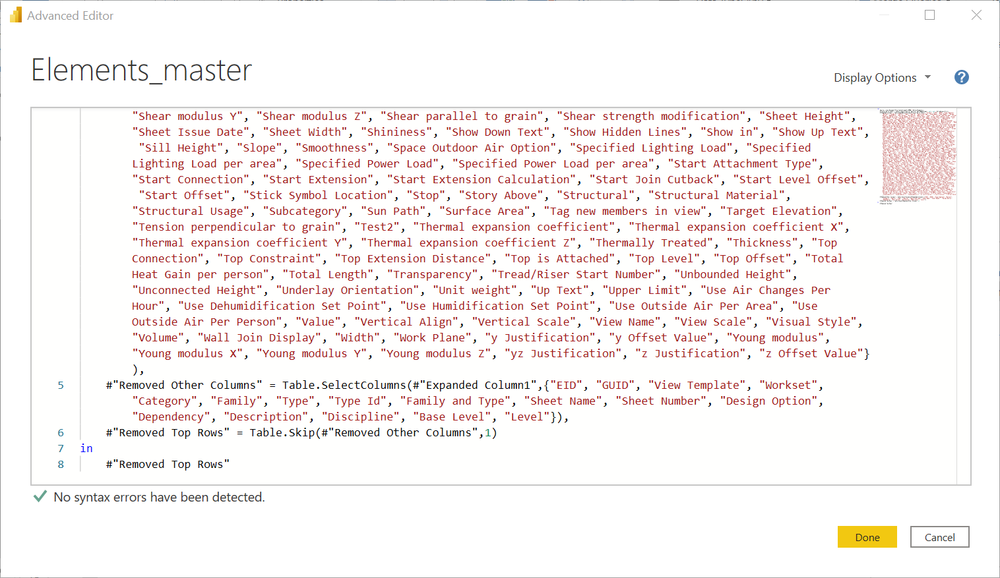 Advanced Editor
Elements_master
Display Options
?
"Shear modulus Y", "Shear modulus Z", "Shear parallel to grain", "Shear strength modification", "Sheet Height",
"Sheet Issue Date", "Sheet Width", "Shininess", "Show Down Text", "Show Hidden Lines", "Show in", "Show Up Text",
"Sill Height", "Slope", "Smoothness", "Space Outdoor Air Option", "Specified Lighting Load", "Specified
Lighting Load per area", "Specified Power Load", "Specified Power Load per area", "Start Attachment Type",
"Start Connection", "Start Extension", "Start Extension Calculation", "Start Join Cutback", "Start Level Offset",
"Start Offset", "Stick Symbol Location", "Stop", "Story Above", "Structural", "Structural Material",
"Structural Usage", "Subcategory", "Sun Path", "Surface Area", "Tag new members in view", "Target Elevation",
"Tension perpendicular to grain", "Test2", "Thermal expansion coefficient", "Thermal expansion coefficient X",
"Thermal expansion coefficient Y", "Thermal expansion coefficient Z", "Thermally Treated", "Thickness", "Top
Connection", "Top Constraint", "Top Extension Distance", "Top is Attached", "Top Level", "Top Offset", "Total
Heat Gain per person", "Total Length", "Transparency", "Tread/Riser Start Number", "Unbounded Height",
"Unconnected Height", "Underlay Orientation", "Unit weight", "Up Text", "Upper Limit", "Use Air Changes Per
Hour", "Use Dehumidification Set Point", "Use Humidification Set Point", "Use Outside Air Per Area", "Use
Outside Air Per Person", "Value", "Vertical Align", "Vertical Scale", "View Name", "View Scale", "Visual Style",
"Volume", "Wall Join Display", "Width", "Work Plane", "y Justification", "y Offset Value", "Young modulus",
"Young modulus X", "Young modulus Y", "Young modulus Z", "yz Justification", "z Justification", "z Offset Value"}
),
5 #"Removed Other Columns" = Table.SelectColumns(#"Expanded Column1",{"EID", "GUID", "View Template", "Workset",
"Category", "Family", "Type", "Type Id", "Family and Type", "Sheet Name", "Sheet Number", "Design Option",
"Dependency", "Description", "Discipline", "Base Level", "Level"}),
6 #"Removed Top Rows" = Table.Skip(#"Removed Other Columns",1)
7 in
8 #"Removed Top Rows"
No syntax errors have been detected.
Done
Cancel